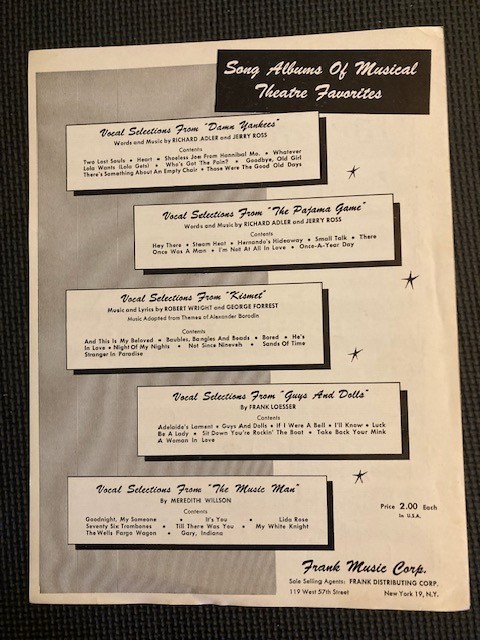 Song Albums Of Musical
Theatre Favorites
Vocal Selections From "Damn Yankees"
Words and Music by RICHARD ADLER and JERRY ROSS
Contents
Two Lost Souls • Heart • Shoeless Joe From Hannibal Mo. • Whatever
Lola Wants (Lola Gets) • Who's Got The Pain? • Goodbye, Old Girl
There's Something About An Empty Chair • Those Were The Good Old Days
Vocal Selections From "The Pajama Game"
Words and Music by RICHARD ADLER and JERRY ROSS
Contents
Hey There • Steam Heat • Hernando's Hideaway • Small Talk • There
Once Was A Man • I'm Not At All In Love • Once-A-Year Day
Vocal Selections From "Kismet"
Music and Lyrics by ROBERT WRIGHT and GEORGE FORREST
Music Adapted from Themes of Alexander Borodin
Contents
And This Is My Beloved • Baubles, Bangles And Beads • Bored • He's
In Love • Night Of My Nights • Not Since Nineveh • Sands Of Time
Stranger In Paradise
Vocal Selections From "Guys And Dolls"
By FRANK LOESSER
Contents
Adelaide's Lament • Guys And Dolls • If I Were A Bell • I'll Know • Luck
Be A Lady • Sit Down You're Rockin' The Boat • Take Back Your Mink
A Woman In Love
Vocal Selections From "The Music Man"
By MEREDITH WILLSON
Contents
Goodnight, My Someone • It's You • Lida Rose
Seventy Six Trombones • Till There Was You • My White Knight
The Wells Fargo Wagon • Gary, Indiana
Price 2.00 Each
In U.S.A.
Frank Music Corp.
Sole Selling Agents: FRANK DISTRIBUTING CORP.
119 West 57th Street New York 19, N.Y.